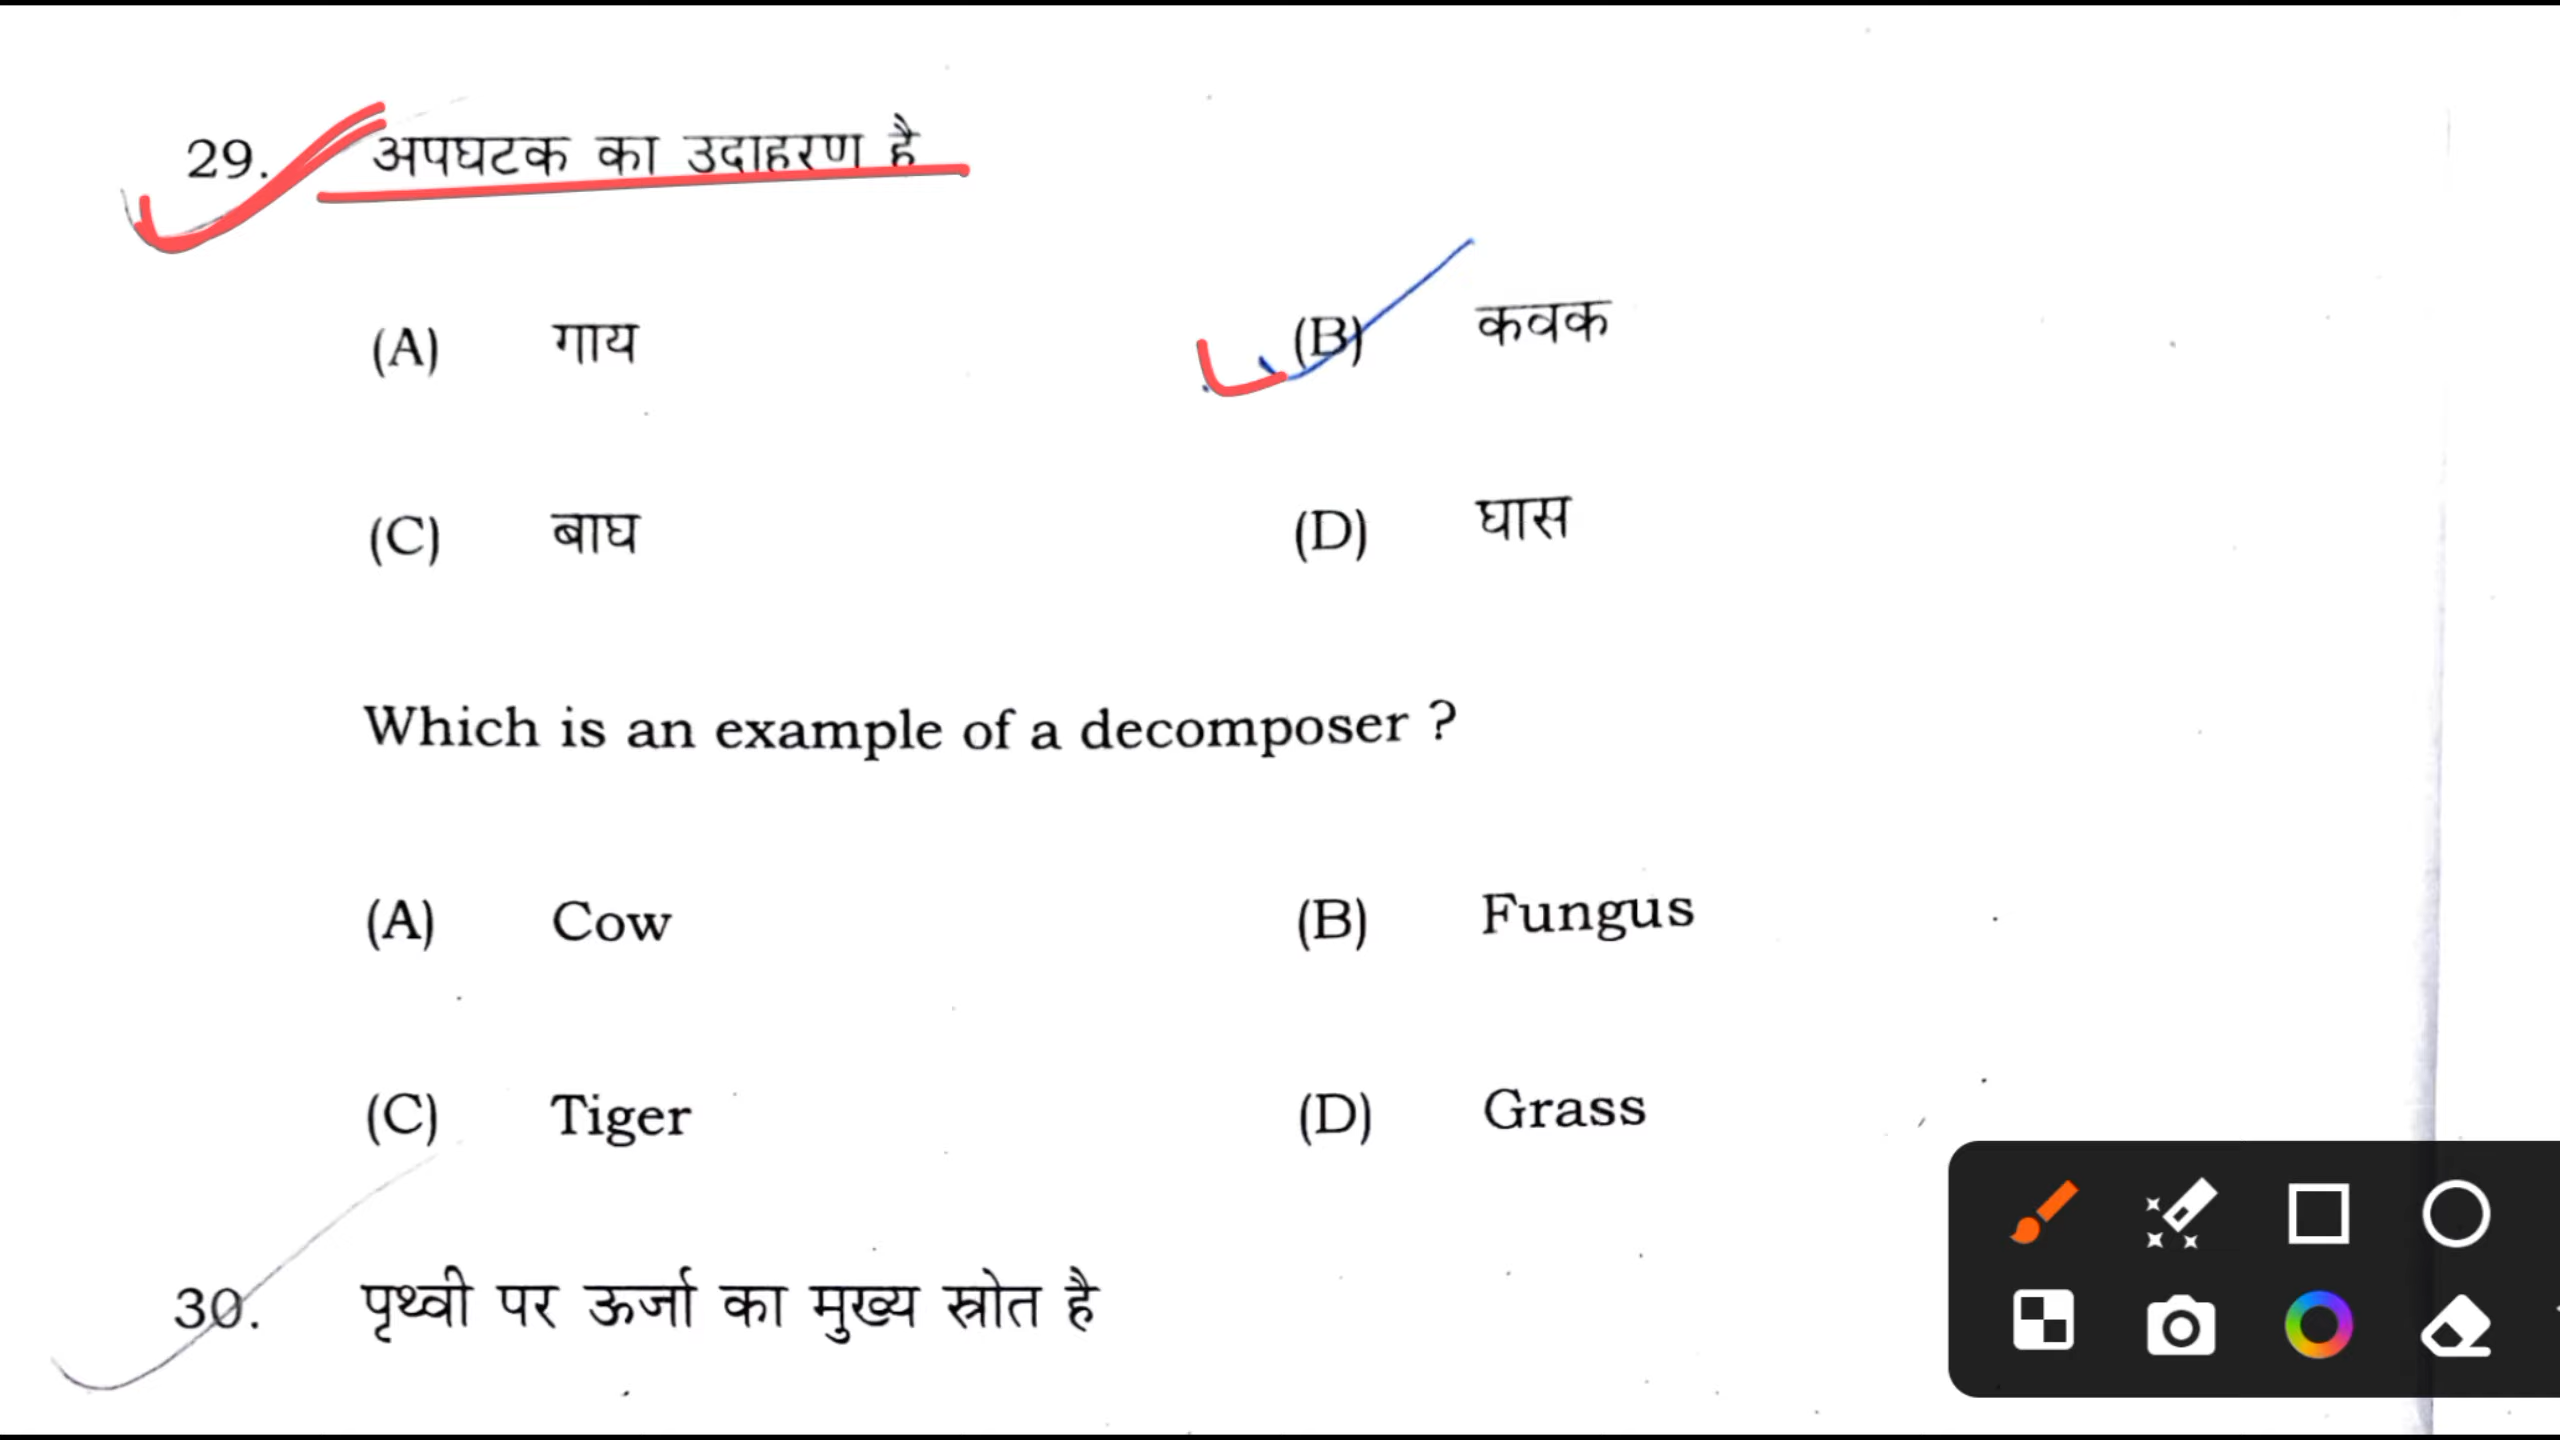 29. अपघटक का उदाहरण है
(A) गाय (B) कवक
(C) बाघ (D) घास
Which is an example of a decomposer ?
(A) Cow (B) Fungus
(C) Tiger (D) Grass
30. पृथ्वी पर ऊर्जा का मुख्य स्रोत है